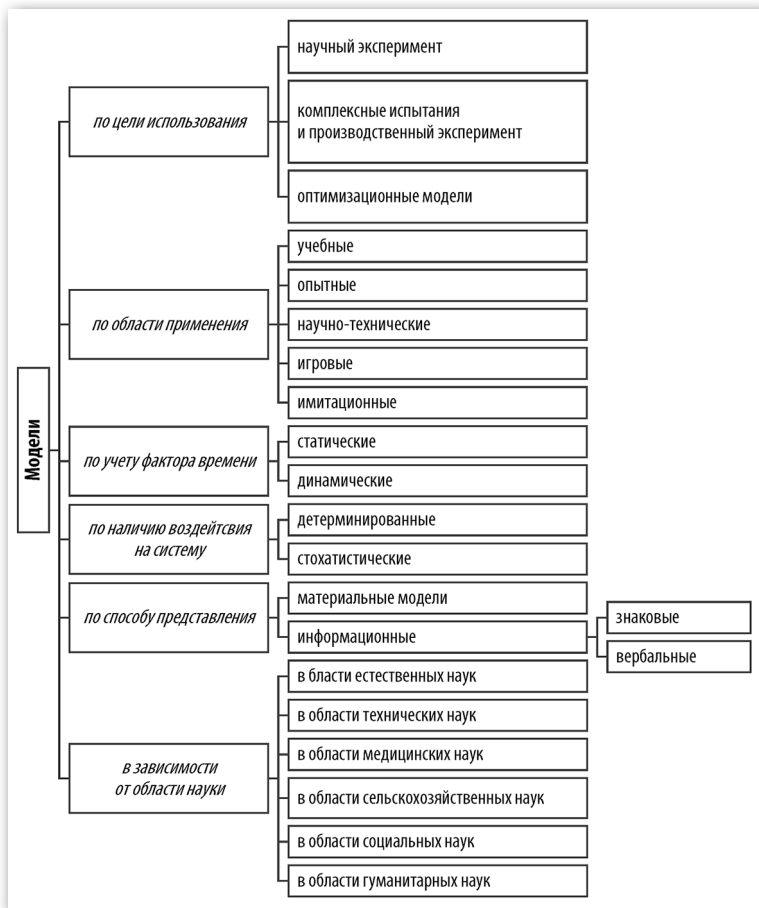 Модели
по цели использования
научный эксперимент
комплексные испытания
и производственный эксперимент
оптимизационные модели
по области применения
учебные
опытные
научно-технические
игровые
имитационные
по учету фактора времени
статические
динамические
по наличию воздейтсвия
на систему
детерминированные
стохатистические
по способу представления
материальные модели
информационные
знаковые
вербальные
в зависимости
от области науки
в бласти естественных наук
в области технических наук
в области медицинских наук
в области сельскохозяйственных наук
в области социальных наук
в области гуманитарных наук